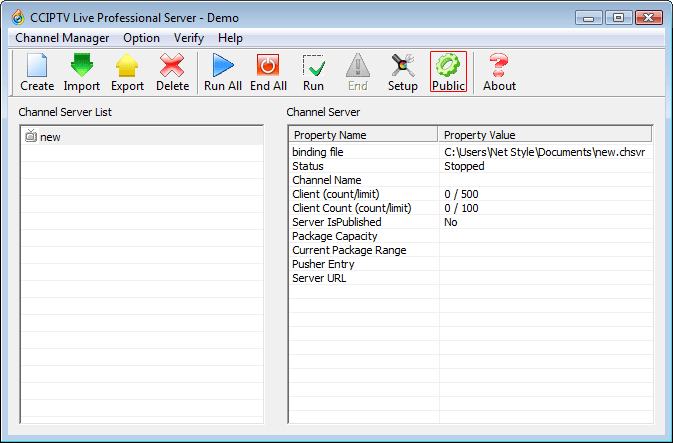 CCIPTV Live Professional Server - Demo
Channel Manager Option Verify Help
Create Import Export Delete Run All End All Run End Setup Public About
Channel Server List
new
Channel Server
Property Name Property Value
binding file C:\Users\Net Style\Documents\new.chsvr
Status Stopped
Channel Name
Client (count/limit) 0 / 500
Client Count (count/limit) 0 / 100
Server IsPublished No
Package Capacity
Current Package Range
Pusher Entry
Server URL